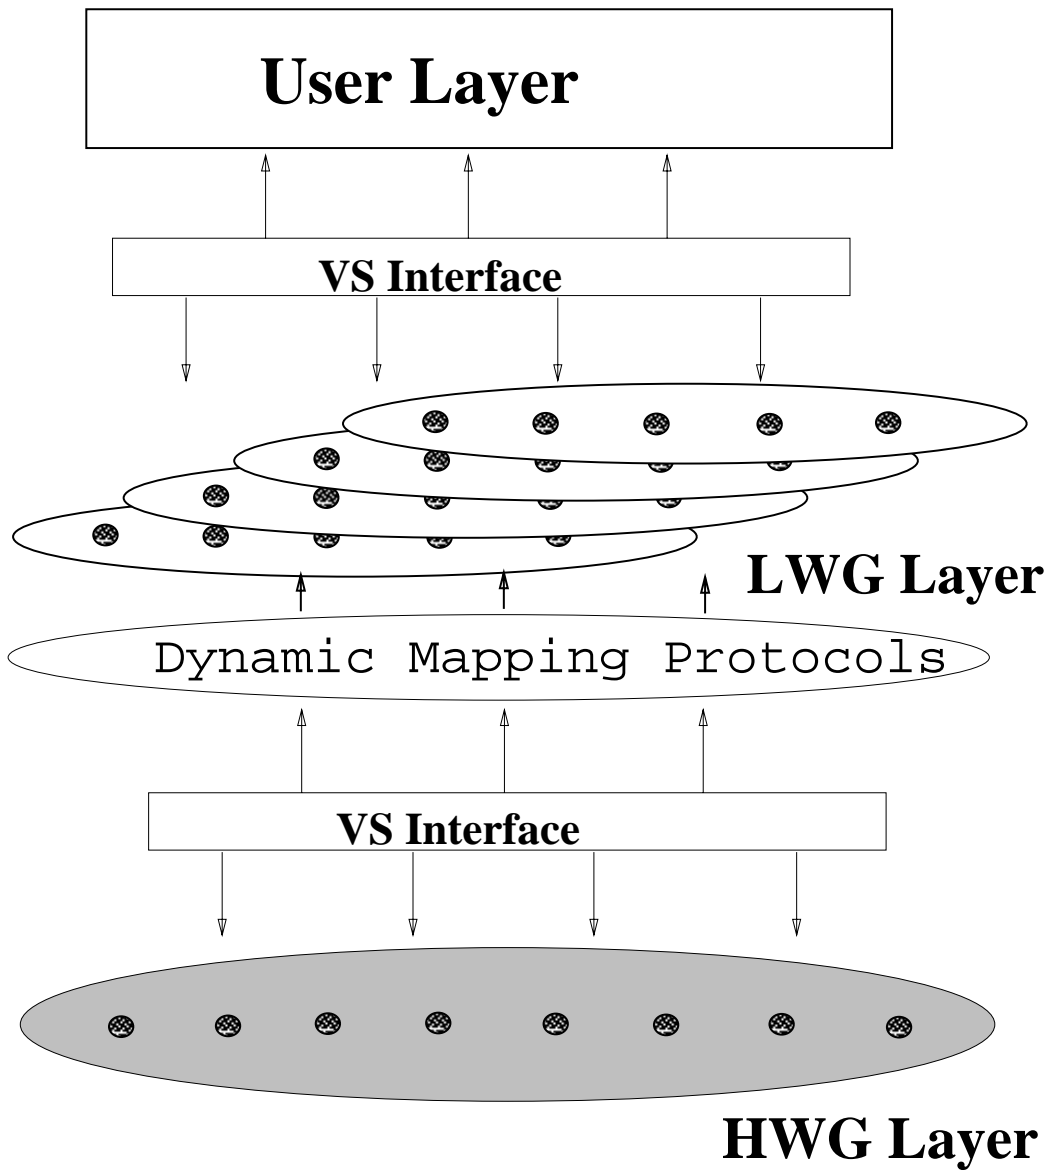 User Layer
VS Interface
LWG Layer
Dynamic Mapping Protocols
VS Interface
HWG Layer